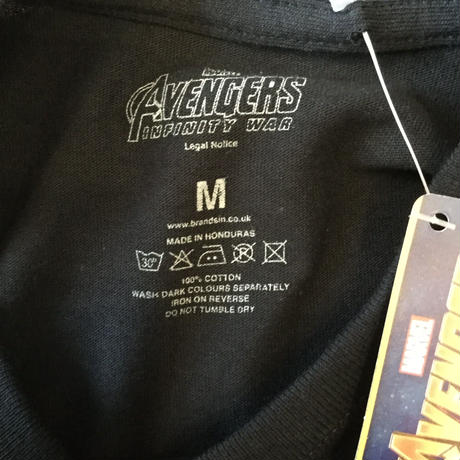 MARVEL
AVENGERS
INFINITY WAR
Legal Notice
M
www.brandsin.co.uk
MADE IN HONDURAS
30°
100% COTTON
WASH DARK COLOURS SEPARATELY
IRON ON REVERSE
DO NOT TUMBLE DRY
MARVEL
AVENGE